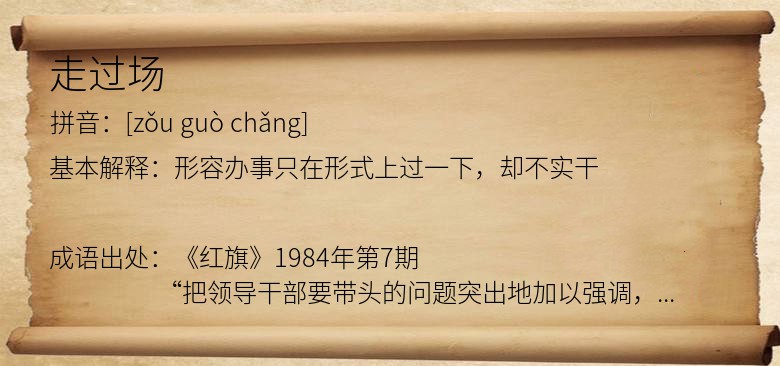 走过场
拼音：[zǒu guò chǎng]
基本解释：形容办事只在形式上过一下，却不实干
成语出处：《红旗》1984年第7期
“把领导干部要带头的问题突出地加以强调，...